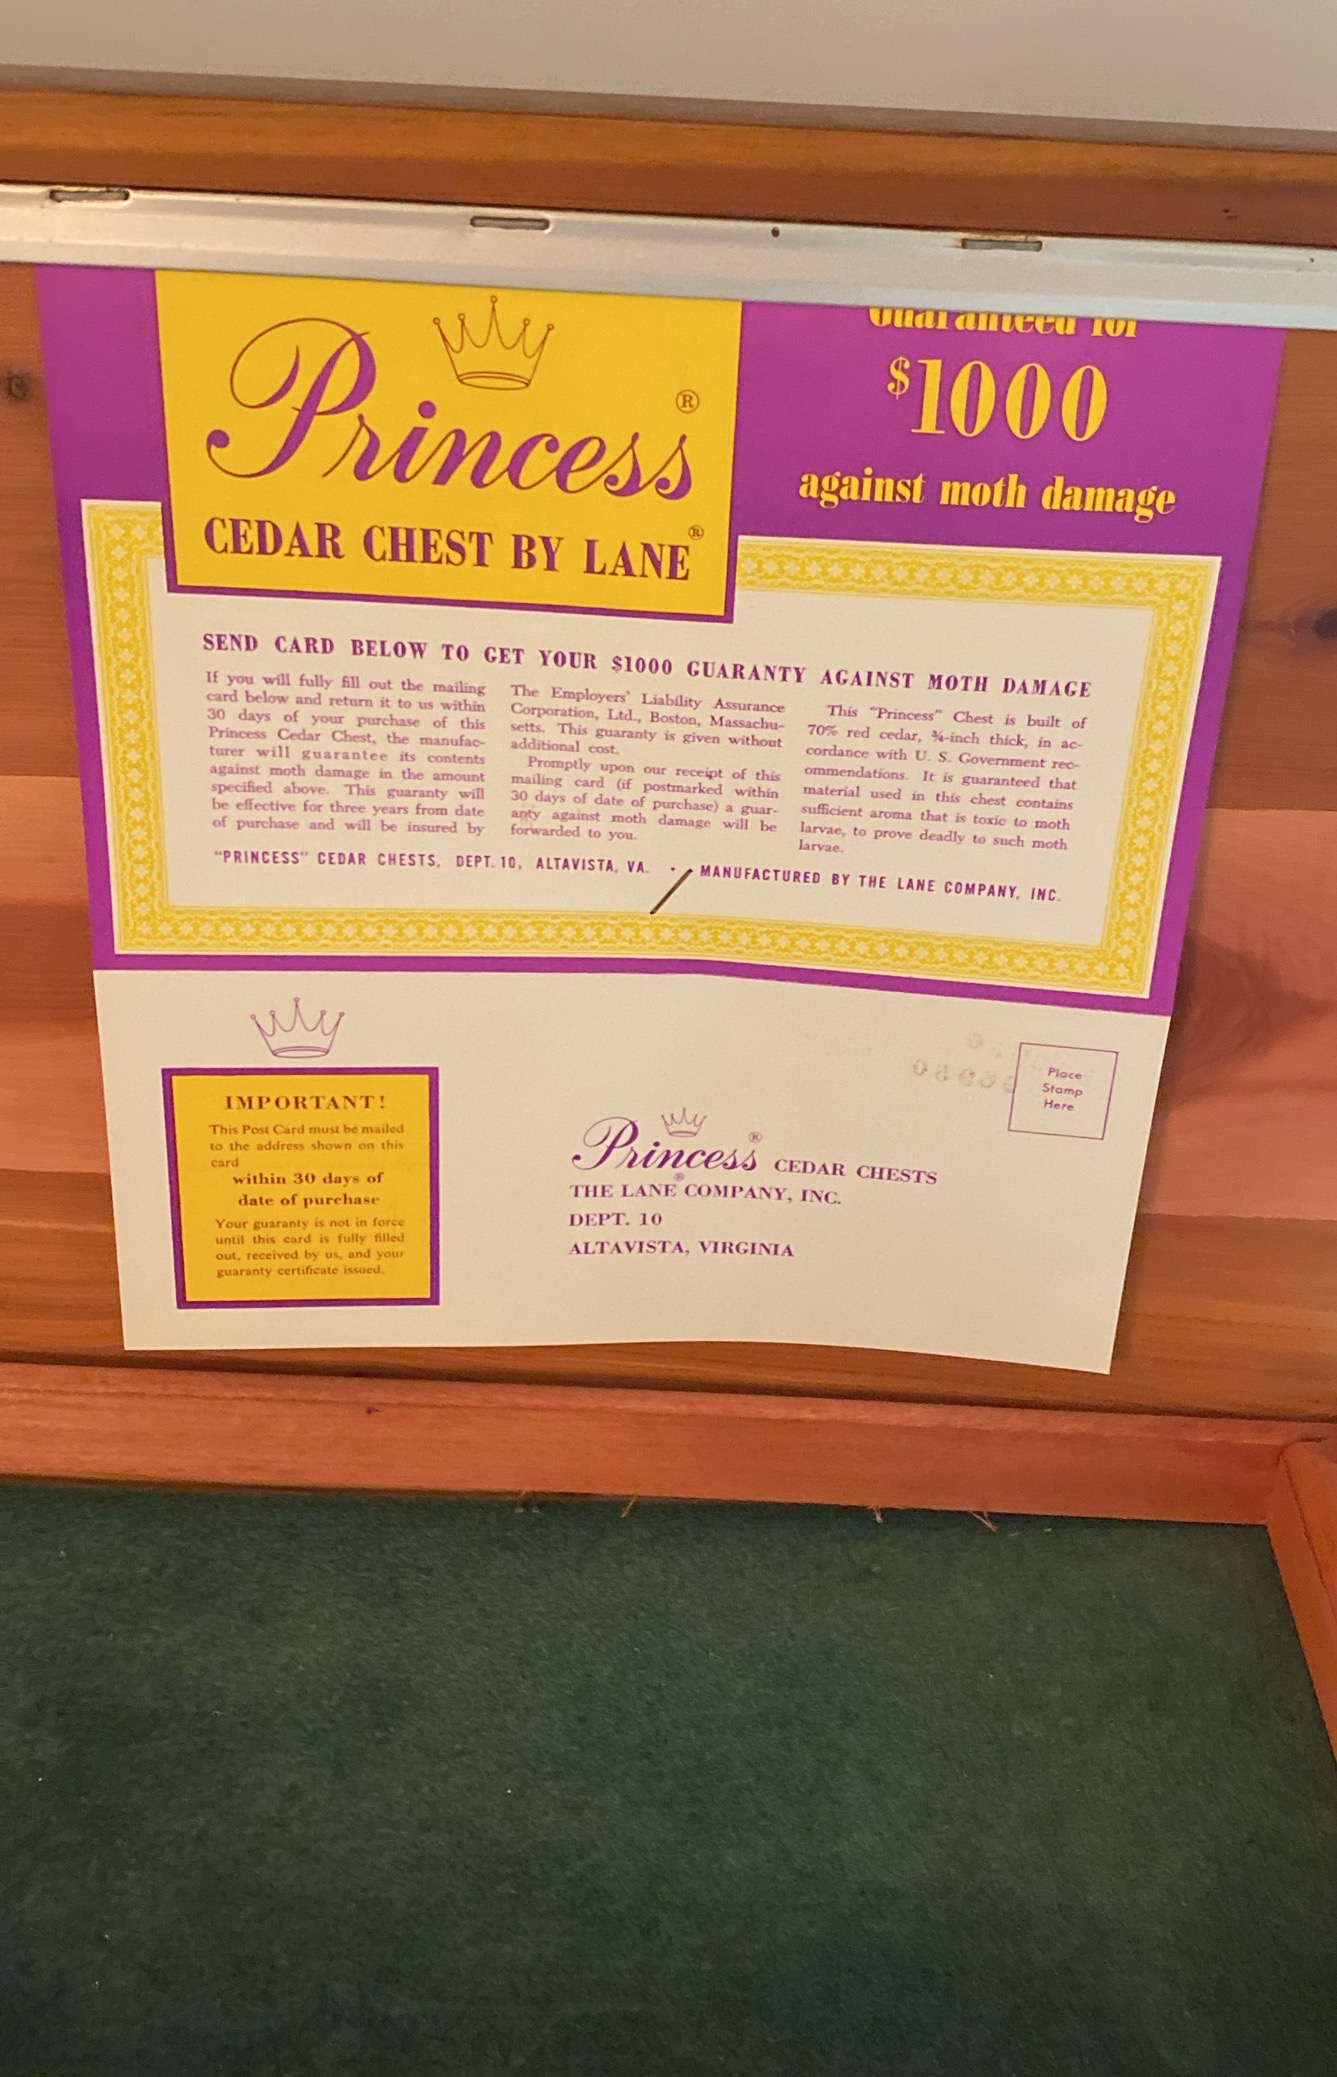 Guaranteed for
$1000
against moth damage
Princess®
CEDAR CHEST BY LANE®
SEND CARD BELOW TO GET YOUR $1000 GUARANTY AGAINST MOTH DAMAGE
If you will fully fill out the mailing
card below and return it to us within
30 days of your purchase of this
Princess Cedar Chest, the manufac-
turer will guarantee its contents
against moth damage in the amount
specified above. This guaranty will
be effective for three years from date
of purchase and will be insured by
The Employers' Liability Assurance
Corporation, Ltd., Boston, Massachu-
setts. This guaranty is given without
additional cost.
Promptly upon our receipt of this
mailing card (if postmarked within
30 days of date of purchase) a guar-
anty against moth damage will be
forwarded to you.
This "Princess" Chest is built of
70% red cedar, ¾-inch thick, in ac-
cordance with U. S. Government rec-
ommendations. It is guaranteed that
material used in this chest contains
sufficient aroma that is toxic to moth
larvae, to prove deadly to such moth
larvae.
"PRINCESS" CEDAR CHESTS, DEPT. 10, ALTAVISTA, VA. • MANUFACTURED BY THE LANE COMPANY, INC.
IMPORTANT!
This Post Card must be mailed
to the address shown on this
card
within 30 days of
date of purchase
Your guaranty is not in force
until this card is fully filled
out, received by us, and your
guaranty certificate issued.
Place
Stamp
Here
Princess® CEDAR CHESTS
THE LANE® COMPANY, INC.
DEPT. 10
ALTAVISTA, VIRGINIA